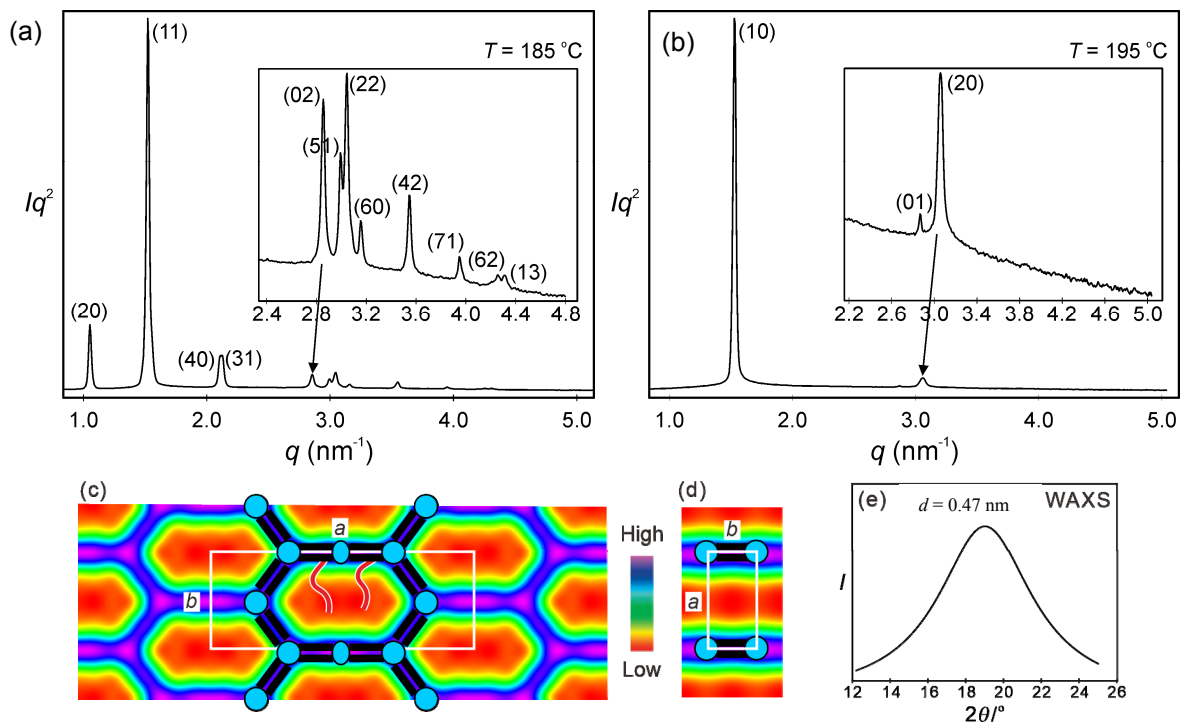 (a)
(11)
T = 185 °C
(02)
(22)
(51)
(60)
(42)
(71)
(62)
(13)
2.4 2.8 3.2 3.6 4.0 4.4 4.8
Iq²
(20)
(40)
(31)
1.0 2.0 3.0 4.0 5.0
q (nm⁻¹)
(b)
(10)
T = 195 °C
(20)
(01)
2.2 2.6 3.0 3.4 3.8 4.2 4.6 5.0
1.0 2.0 3.0 4.0 5.0
q (nm⁻¹)
(c)
a
b
High
Low
(d)
b
a
(e)
d = 0.47 nm
WAXS
I
12 14 16 18 20 22 24 26
2θ/°